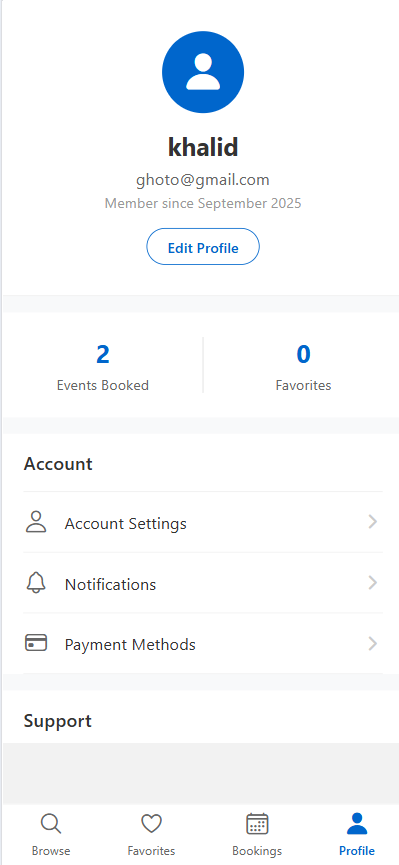 khalid
ghoto@gmail.com
Member since September 2025
Edit Profile
2 0
Events Booked Favorites
Account
Account Settings
Notifications
Payment Methods
Support
Browse Favorites Bookings Profile